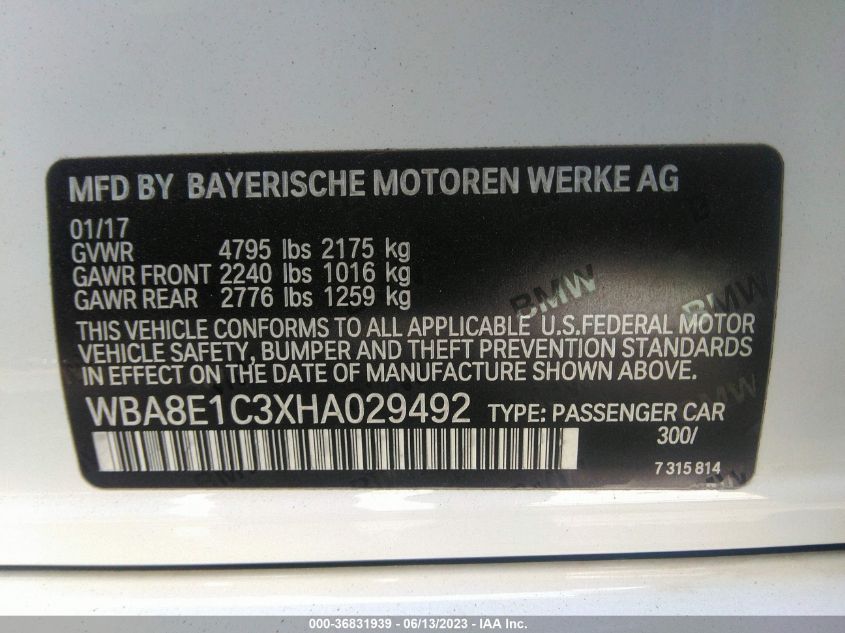 MFD BY BAYERISCHE MOTOREN WERKE AG
01/17
GVWR 4795 lbs 2175 kg
GAWR FRONT 2240 lbs 1016 kg
GAWR REAR 2776 lbs 1259 kg
BMW
BMW
THIS VEHICLE CONFORMS TO ALL APPLICABLE U.S.FEDERAL MOTOR
VEHICLE SAFETY, BUMPER AND THEFT PREVENTION STANDARDS
IN EFFECT ON THE DATE OF MANUFACTURE SHOWN ABOVE.
WBA8E1C3XHA029492 TYPE: PASSENGER CAR
300/
7 315 814
000-36831939 - 06/13/2023 - IAA Inc.